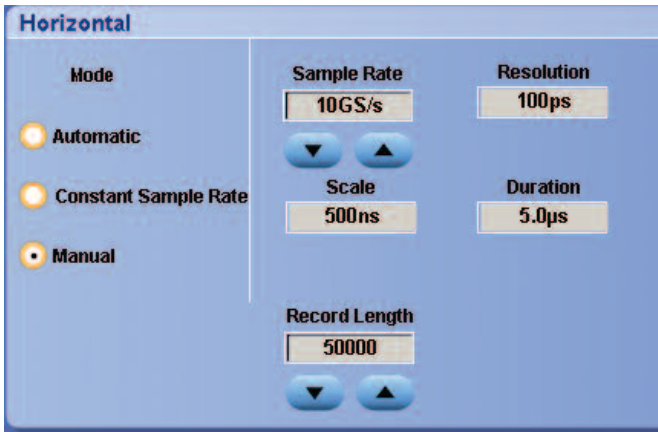 Horizontal
Mode
Automatic
Constant Sample Rate
Manual
Sample Rate
10GS/s
Resolution
100ps
Scale
500ns
Duration
5.0µs
Record Length
50000